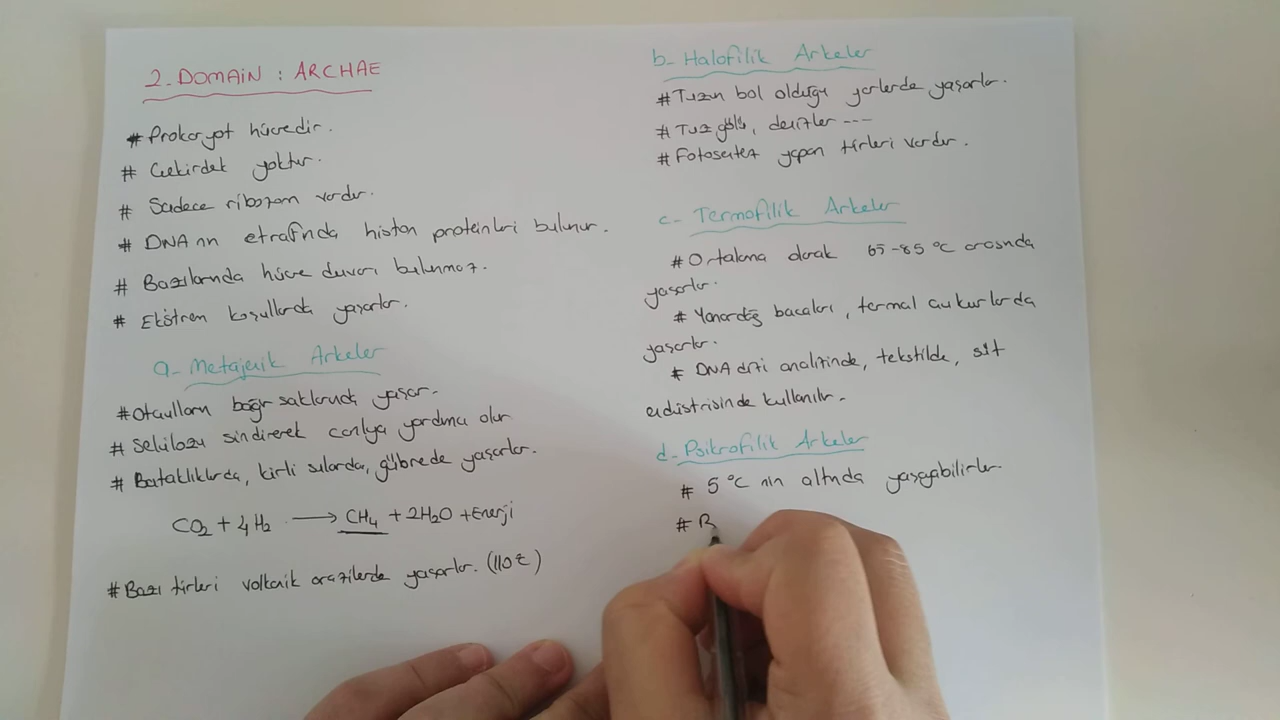 2. DOMAIN : ARCHAE
# Prokaryot hücredir.
# Çekirdek yoktur.
# Sadece ribozom vardır.
# DNA nın etrafında histon proteinleri bulunur.
# Bazılarında hücre duvarı bulunmaz.
# Ekstrem koşullarda yaşarlar.
a- Metajenik Arkeler
# Otçulların bağırsaklarında yaşar.
# Selülozu sindirerek canlıya yardımcı olur
# Bataklıklarda, kirli sularda, gübrede yaşarlar.
CO2 + 4H2 → CH4 + 2H2O + Enerji
# Bazı türleri volkanik arazilerde yaşarlar. (110
b- Halofilik Arkeler
# Tuzun bol olduğu yerlerde yaşarlar.
# Tuz gölü, denizler ---
# Fotosentez yapan türleri vardır.
c- Termofilik Arkeler
# Ortalama olarak 65-85 °C arasında
yaşarlar.
# Yanardağ bacaları, termal çukurlarda
yaşarlar.
# DNA dizi analizinde, tekstilde, süt
endüstrisinde kullanılır.
d- Psikrofilik Arkeler
# 5 °C nin altında yaşayabilirler.
# B